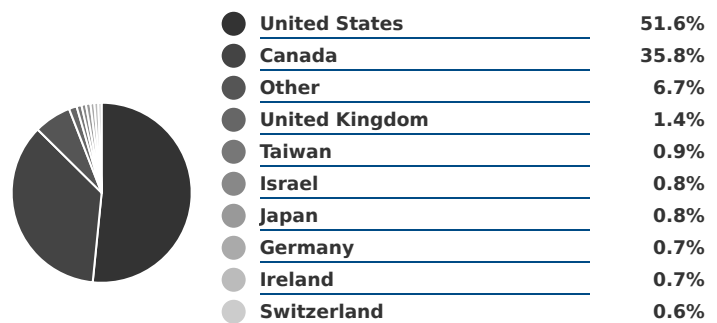 United States 51.6%
Canada 35.8%
Other 6.7%
United Kingdom 1.4%
Taiwan 0.9%
Israel 0.8%
Japan 0.8%
Germany 0.7%
Ireland 0.7%
Switzerland 0.6%